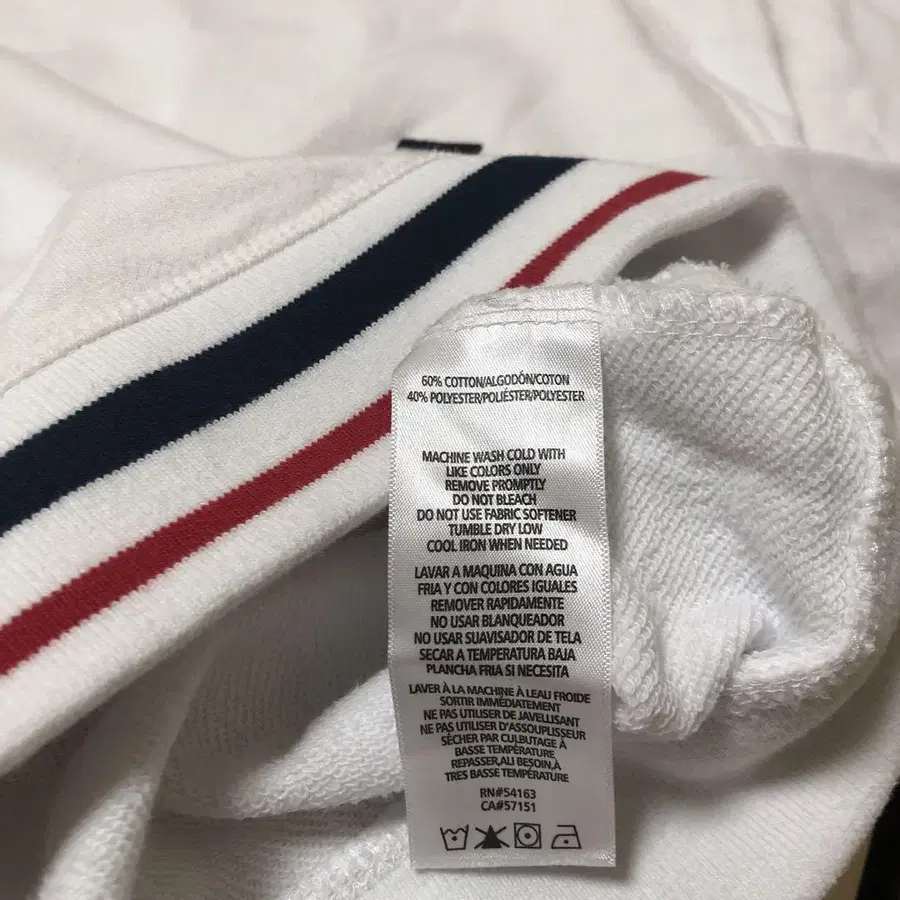 60% COTTON/ALGODÓN/COTON
40% POLYESTER/POLIÉSTER/POLYESTER
MACHINE WASH COLD WITH
LIKE COLORS ONLY
REMOVE PROMPTLY
DO NOT BLEACH
DO NOT USE FABRIC SOFTENER
TUMBLE DRY LOW
COOL IRON WHEN NEEDED
LAVAR A MAQUINA CON AGUA
FRIA Y CON COLORES IGUALES
REMOVER RAPIDAMENTE
NO USAR BLANQUEADOR
NO USAR SUAVISADOR DE TELA
SECAR A TEMPERATURA BAJA
PLANCHA FRIA SI NECESITA
LAVER À LA MACHINE À LEAU FROIDE
SORTIR IMMÉDIATEMENT
NE PAS UTILISER DE JAVELLISANT
NE PAS UTILISER D'ASSOUPLISSEUR
SÉCHER PAR CULBUTAGE À
BASSE TEMPÉRATURE
REPASSER,AU BESOIN,À
TRES BASSE TEMPÉRATURE
RN#54163
CA#57151